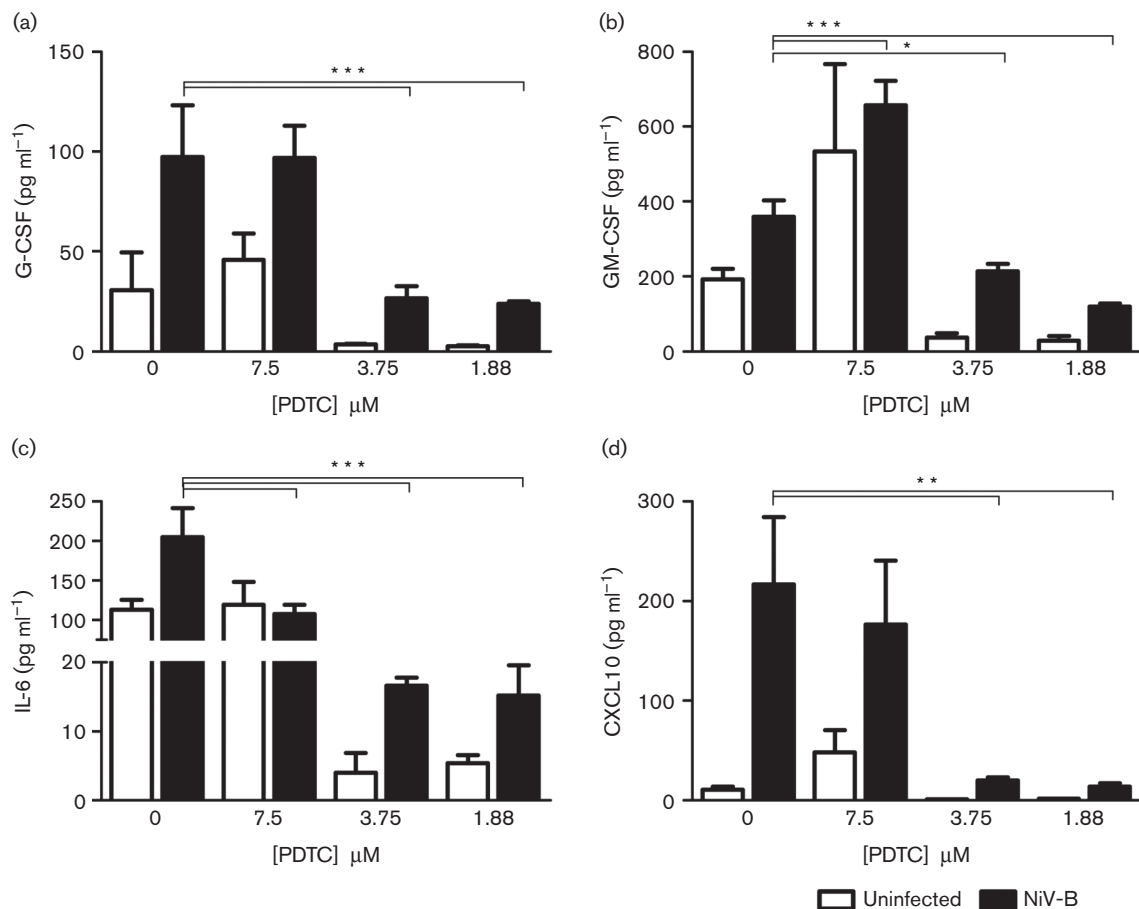 (a)
G-CSF (pg ml⁻¹)
150
100
50
0
***
0 7.5 3.75 1.88
[PDTC] μM
(b)
GM-CSF (pg ml⁻¹)
800
600
400
200
0
***
*
0 7.5 3.75 1.88
[PDTC] μM
(c)
IL-6 (pg ml⁻¹)
250
200
150
100
20
10
0
***
0 7.5 3.75 1.88
[PDTC] μM
(d)
CXCL10 (pg ml⁻¹)
300
200
100
0
**
0 7.5 3.75 1.88
[PDTC] μM
Uninfected NiV-B